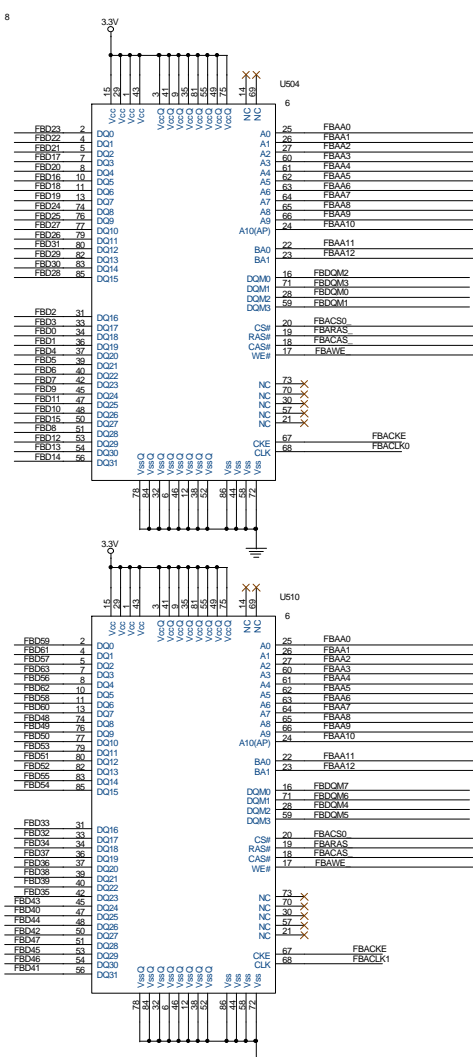 8
3.3V
15 29 1 43 3 41 9 35 81 55 49 75 14 69
Vcc Vcc Vcc Vcc VccQ VccQ VccQ VccQ VccQ VccQ VccQ VccQ NC NC
U504
6
FBD23 2 DQ0 A0 25 FBAA0
FBD22 4 DQ1 A1 26 FBAA1
FBD21 5 DQ2 A2 27 FBAA2
FBD17 7 DQ3 A3 60 FBAA3
FBD20 8 DQ4 A4 61 FBAA4
FBD16 10 DQ5 A5 62 FBAA5
FBD18 11 DQ6 A6 63 FBAA6
FBD19 13 DQ7 A7 64 FBAA7
FBD24 74 DQ8 A8 65 FBAA8
FBD25 76 DQ9 A9 66 FBAA9
FBD27 77 DQ10 A10(AP) 24 FBAA10
FBD26 79 DQ11 BA0 22 FBAA11
FBD31 80 DQ12 BA1 23 FBAA12
FBD29 82 DQ13
FBD30 83 DQ14 DQM0 16 FBDQM2
FBD28 85 DQ15 DQM1 71 FBDQM3
DQM2 28 FBDQM0
DQM3 59 FBDQM1
FBD2 31 DQ16 CS# 20 FBACS0_
FBD3 33 DQ17 RAS# 19 FBARAS_
FBD0 34 DQ18 CAS# 18 FBACAS_
FBD1 36 DQ19 WE# 17 FBAWE_
FBD4 37 DQ20
FBD5 39 DQ21
FBD6 40 DQ22
FBD7 42 DQ23 NC 73
FBD9 45 DQ24 NC 70
FBD11 47 DQ25 NC 30
FBD10 48 DQ26 NC 57
FBD15 50 DQ27 NC 21
FBD8 51 DQ28
FBD12 53 DQ29 CKE 67 FBACKE
FBD13 54 DQ30 CLK 68 FBACLK0
FBD14 56 DQ31
VssQ VssQ VssQ VssQ VssQ VssQ VssQ VssQ Vss Vss Vss Vss
78 84 32 6 46 12 38 52 86 44 58 72
3.3V
15 29 1 43 3 41 9 35 81 55 49 75 14 69
Vcc Vcc Vcc Vcc VccQ VccQ VccQ VccQ VccQ VccQ VccQ VccQ NC NC
U510
6
FBD59 2 DQ0 A0 25 FBAA0
FBD61 4 DQ1 A1 26 FBAA1
FBD57 5 DQ2 A2 27 FBAA2
FBD63 7 DQ3 A3 60 FBAA3
FBD56 8 DQ4 A4 61 FBAA4
FBD62 10 DQ5 A5 62 FBAA5
FBD58 11 DQ6 A6 63 FBAA6
FBD60 13 DQ7 A7 64 FBAA7
FBD48 74 DQ8 A8 65 FBAA8
FBD49 76 DQ9 A9 66 FBAA9
FBD50 77 DQ10 A10(AP) 24 FBAA10
FBD53 79 DQ11 BA0 22 FBAA11
FBD51 80 DQ12 BA1 23 FBAA12
FBD52 82 DQ13
FBD55 83 DQ14 DQM0 16 FBDQM7
FBD54 85 DQ15 DQM1 71 FBDQM6
DQM2 28 FBDQM4
DQM3 59 FBDQM5
FBD33 31 DQ16 CS# 20 FBACS0_
FBD32 33 DQ17 RAS# 19 FBARAS_
FBD34 34 DQ18 CAS# 18 FBACAS_
FBD37 36 DQ19 WE# 17 FBAWE_
FBD36 37 DQ20
FBD38 39 DQ21
FBD39 40 DQ22
FBD35 42 DQ23 NC 73
FBD43 45 DQ24 NC 70
FBD40 47 DQ25 NC 30
FBD44 48 DQ26 NC 57
FBD42 50 DQ27 NC 21
FBD47 51 DQ28
FBD45 53 DQ29 CKE 67 FBACKE
FBD46 54 DQ30 CLK 68 FBACLK1
FBD41 56 DQ31
VssQ VssQ VssQ VssQ VssQ VssQ VssQ VssQ Vss Vss Vss Vss
78 84 32 6 46 12 38 52 86 44 58 72